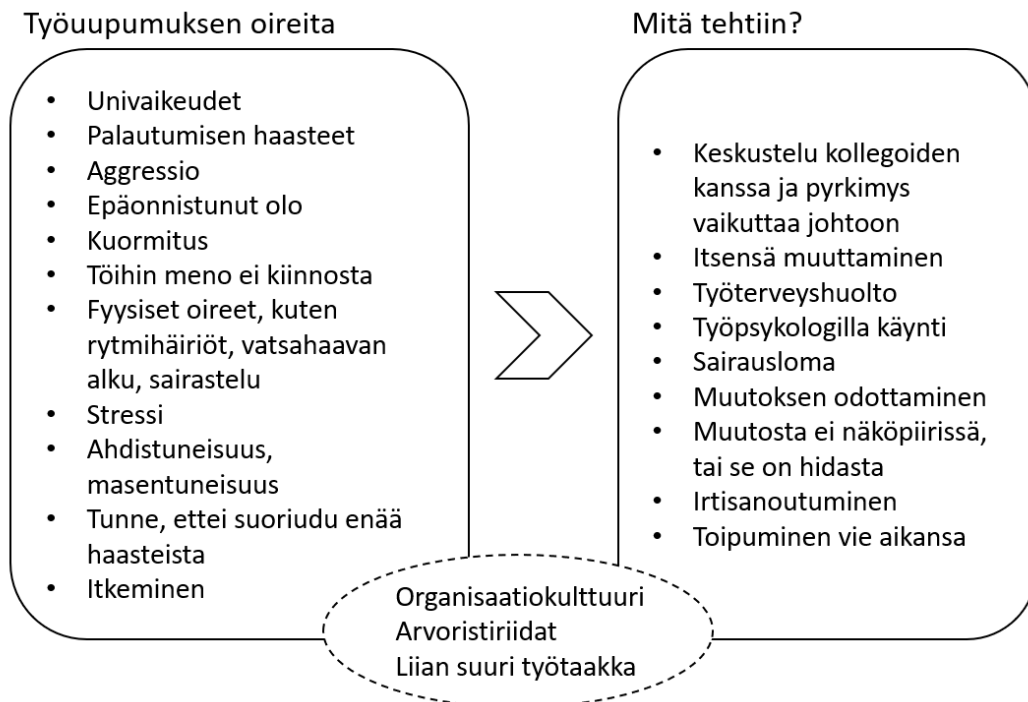 Työuupumuksen oireita
• Univaikeudet
• Palautumisen haasteet
• Aggressio
• Epäonnistunut olo
• Kuormitus
• Töihin meno ei kiinnosta
• Fyysiset oireet, kuten
rytmihäiriöt, vatsahaavan
alku, sairastelu
• Stressi
• Ahdistuneisuus,
masentuneisuus
• Tunne, ettei suoriudu enää
haasteista
• Itkeminen
Mitä tehtiin?
• Keskustelu kollegoiden
kanssa ja pyrkimys
vaikuttaa johtoon
• Itsensä muuttaminen
• Työterveyshuolto
• Työpsykologilla käynti
• Sairausloma
• Muutoksen odottaminen
• Muutosta ei näköpiirissä,
tai se on hidasta
• Irtisanoutuminen
• Toipuminen vie aikansa
Organisaatiokulttuuri
Arvoristiriidat
Liian suuri työtaakka